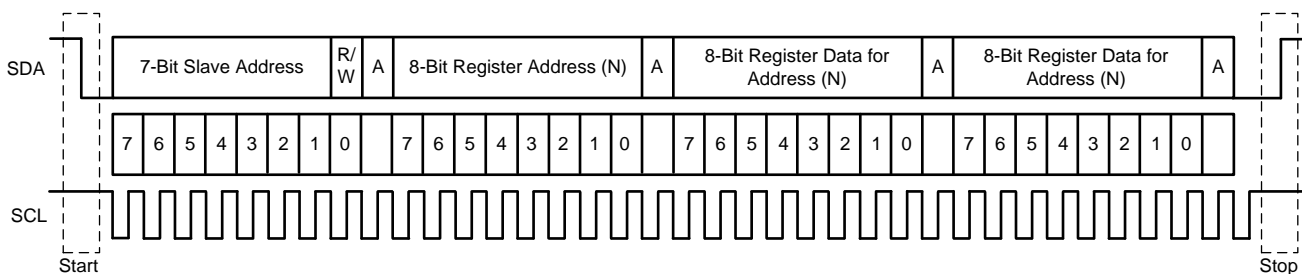 SDA
7-Bit Slave Address
R/
W
A
8-Bit Register Address (N)
A
8-Bit Register Data for
Address (N)
A
8-Bit Register Data for
Address (N)
A
7 6 5 4 3 2 1 0 7 6 5 4 3 2 1 0 7 6 5 4 3 2 1 0 7 6 5 4 3 2 1 0
SCL
Start
Stop